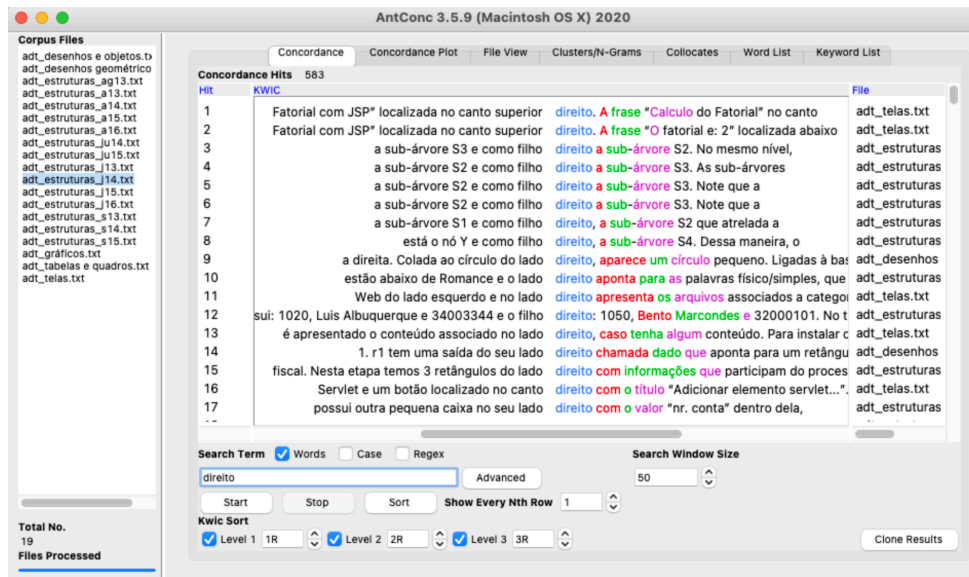 AntConc 3.5.9 (Macintosh OS X) 2020
Corpus Files
adt_desenhos e objetos.tx
adt_desenhos geométrico
adt_estruturas_ag13.txt
adt_estruturas_a13.txt
adt_estruturas_a14.txt
adt_estruturas_a15.txt
adt_estruturas_a16.txt
adt_estruturas_ju14.txt
adt_estruturas_ju15.txt
adt_estruturas_j13.txt
adt_estruturas_j14.txt
adt_estruturas_j15.txt
adt_estruturas_j16.txt
adt_estruturas_s13.txt
adt_estruturas_s14.txt
adt_estruturas_s15.txt
adt_gráficos.txt
adt_tabelas e quadros.txt
adt_telas.txt
Total No.
19
Files Processed
Concordance Concordance Plot File View Clusters/N-Grams Collocates Word List Keyword List
Concordance Hits 583
Hit KWIC File
1 Fatorial com JSP" localizada no canto superior direito. A frase "Calculo do Fatorial" no canto adt_telas.txt
2 Fatorial com JSP" localizada no canto superior direito. A frase "O fatorial e: 2" localizada abaixo adt_telas.txt
3 a sub-árvore S3 e como filho direito a sub-árvore S2. No mesmo nível, adt_estruturas
4 a sub-árvore S2 e como filho direito a sub-árvore S3. As sub-árvores adt_estruturas
5 a sub-árvore S2 e como filho direito a sub-árvore S3. Note que a adt_estruturas
6 a sub-árvore S2 e como filho direito a sub-árvore S3. Note que a adt_estruturas
7 a sub-árvore S1 e como filho direito, a sub-árvore S2 que atrelada a adt_estruturas
8 está o nó Y e como filho direito, a sub-árvore S4. Dessa maneira, o adt_estruturas
9 a direita. Colada ao círculo do lado direito, aparece um círculo pequeno. Ligadas à bas adt_desenhos
10 estão abaixo de Romance e o lado direito aponta para as palavras físico/simples, que adt_estruturas
11 Web do lado esquerdo e no lado direito apresenta os arquivos associados a categor adt_telas.txt
12 sui: 1020, Luis Albuquerque e 34003344 e o filho direito: 1050, Bento Marcondes e 32000101. No t adt_estruturas
13 é apresentado o conteúdo associado no lado direito, caso tenha algum conteúdo. Para instalar c adt_telas.txt
14 1. r1 tem uma saída do seu lado direito chamada dado que aponta para um retângu adt_desenhos
15 fiscal. Nesta etapa temos 3 retângulos do lado direito com informações que participam do proces adt_estruturas
16 Servlet e um botão localizado no canto direito com o título "Adicionar elemento servlet...". adt_telas.txt
17 possui outra pequena caixa no seu lado direito com o valor "nr. conta" dentro dela, adt_estruturas
Search Term Words Case Regex Search Window Size
direito Advanced 50
Start Stop Sort Show Every Nth Row 1
Kwic Sort
Level 1 1R Level 2 2R Level 3 3R Clone Results